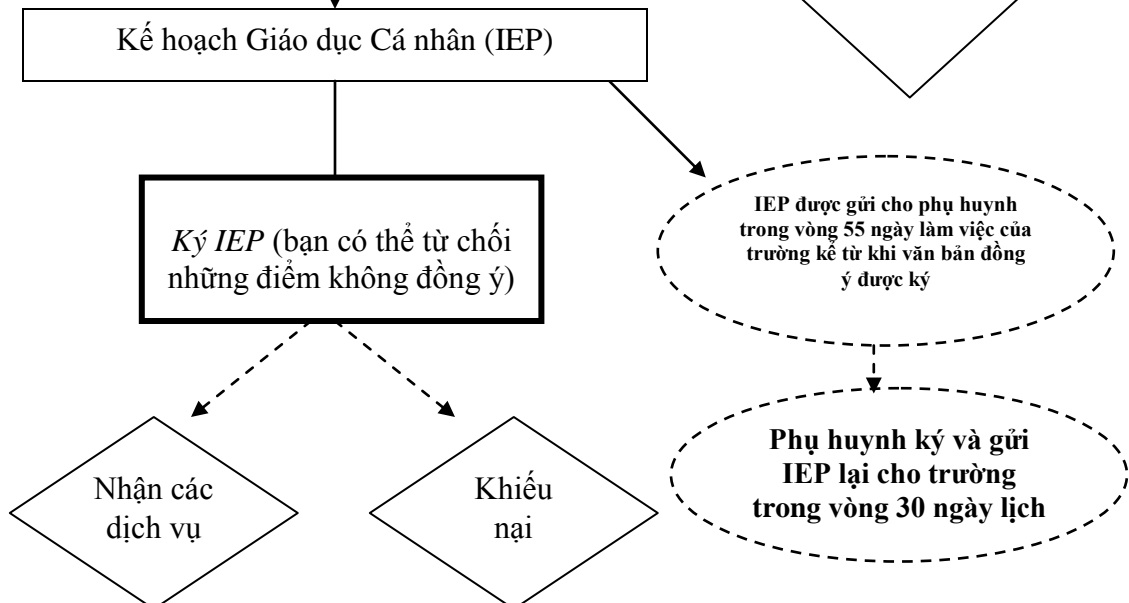 Kế hoạch Giáo dục Cá nhân (IEP)
Ký IEP (bạn có thể từ chối
những điểm không đồng ý)
IEP được gửi cho phụ huynh
trong vòng 55 ngày làm việc của
trường kể từ khi văn bản đồng
ý được ký
Nhận các
dịch vụ
Khiếu
nại
Phụ huynh ký và gửi
IEP lại cho trường
trong vòng 30 ngày lịch